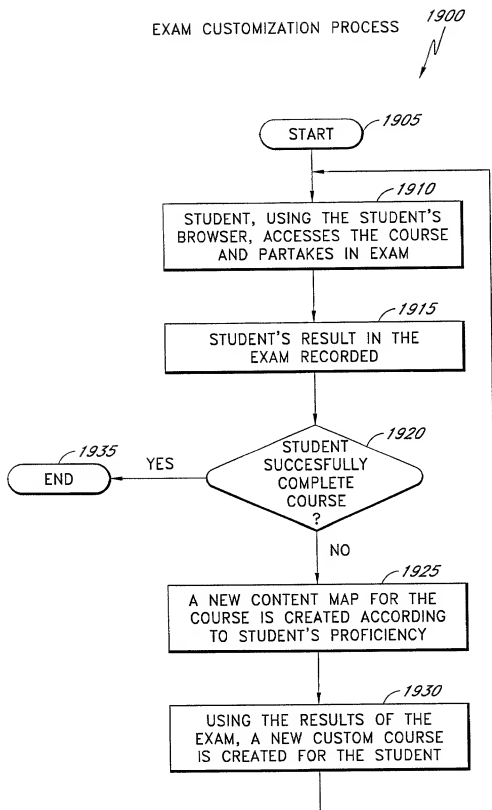 EXAM CUSTOMIZATION PROCESS
1900
START
1905
1910
STUDENT, USING THE STUDENT'S
BROWSER, ACCESSES THE COURSE
AND PARTAKES IN EXAM
1915
STUDENT'S RESULT IN THE
EXAM RECORDED
1920
STUDENT
SUCCESFULLY
COMPLETE
COURSE
?
YES
1935
END
NO
1925
A NEW CONTENT MAP FOR THE
COURSE IS CREATED ACCORDING
TO STUDENT'S PROFICIENCY
1930
USING THE RESULTS OF THE
EXAM, A NEW CUSTOM COURSE
IS CREATED FOR THE STUDENT